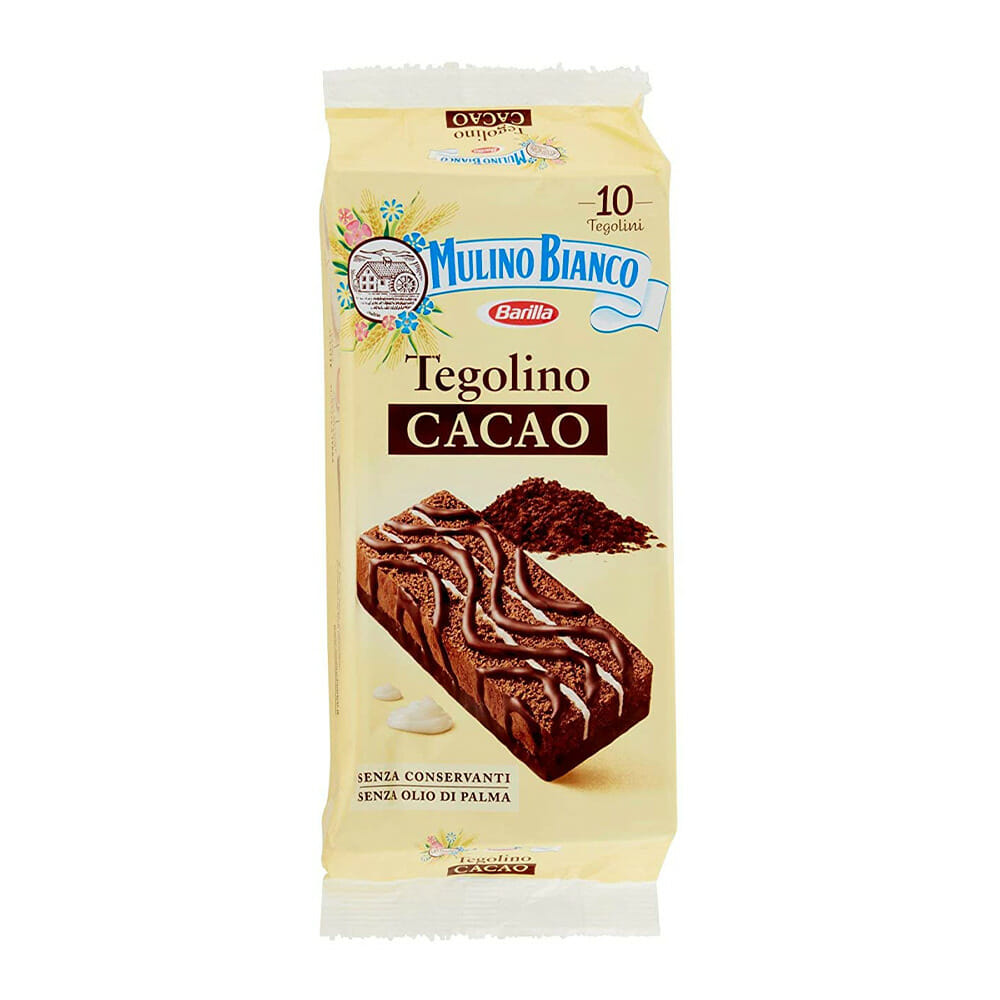 Tegolino
CACAO
MULINO BIANCO
10
Tegolini
MULINO BIANCO
Barilla
Tegolino
CACAO
SENZA CONSERVANTI
SENZA OLIO DI PALMA
Tegolino
CACAO